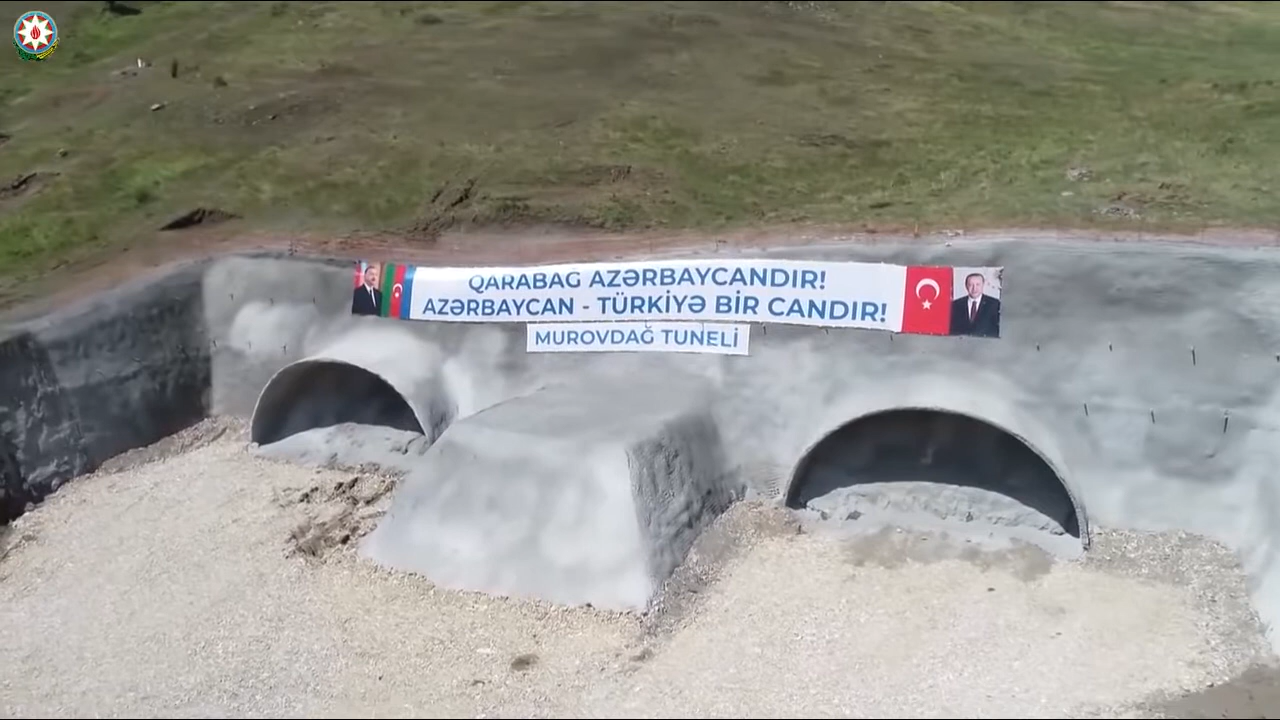 QARABAĞ AZƏRBAYCANDIR!
AZƏRBAYCAN - TÜRKİYƏ BİR CANDIR!
MUROVDAĞ TUNELİ